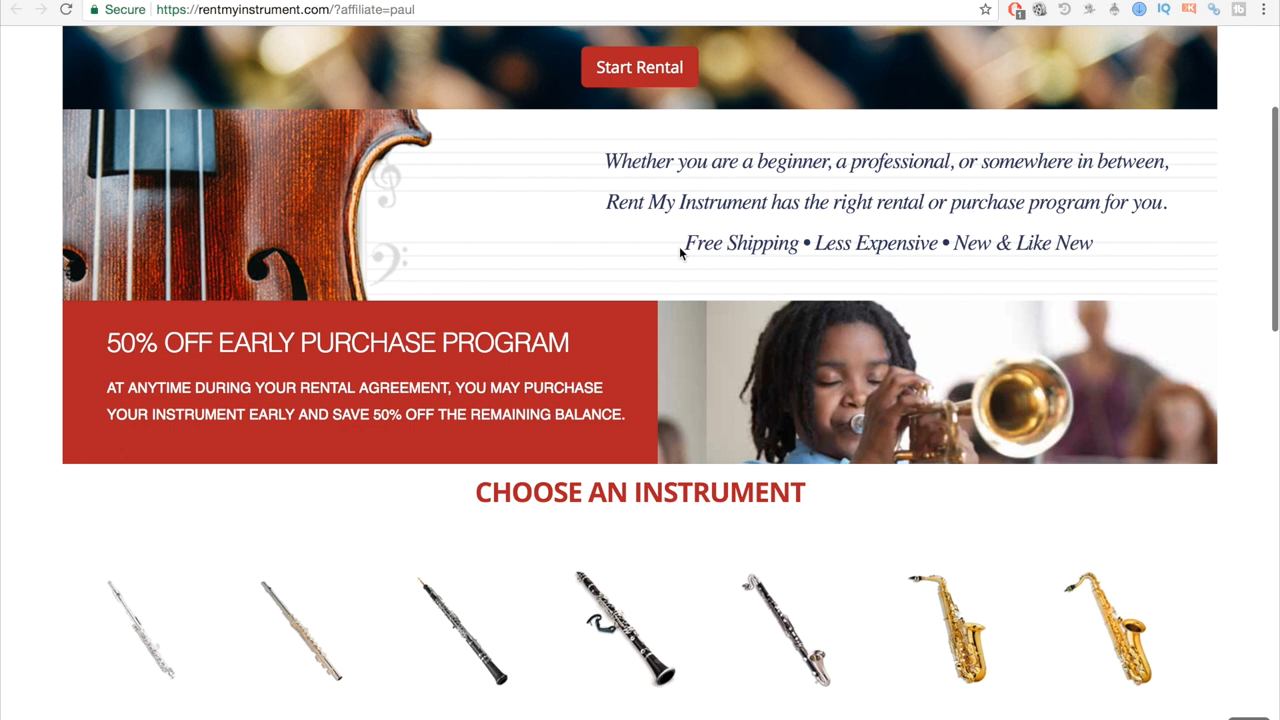 Secure https://rentmyinstrument.com/?affiliate=paul
Start Rental
Whether you are a beginner, a professional, or somewhere in between,
Rent My Instrument has the right rental or purchase program for you.
Free Shipping • Less Expensive • New & Like New
50% OFF EARLY PURCHASE PROGRAM
AT ANYTIME DURING YOUR RENTAL AGREEMENT, YOU MAY PURCHASE
YOUR INSTRUMENT EARLY AND SAVE 50% OFF THE REMAINING BALANCE.
CHOOSE AN INSTRUMENT